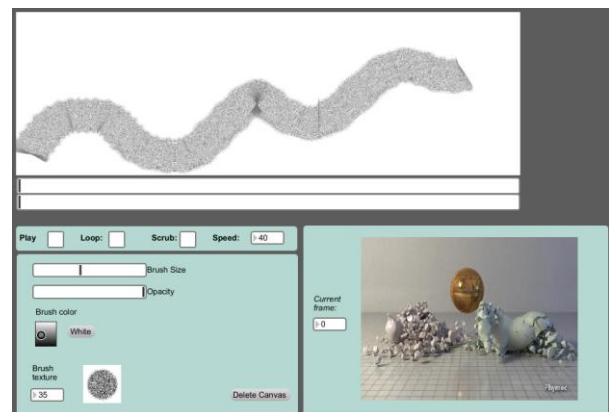 Play Loop: Scrub: Speed: 40
Brush Size
Opacity
Brush color
White
Brush
texture
35
Delete Canvas
Current
frame:
0